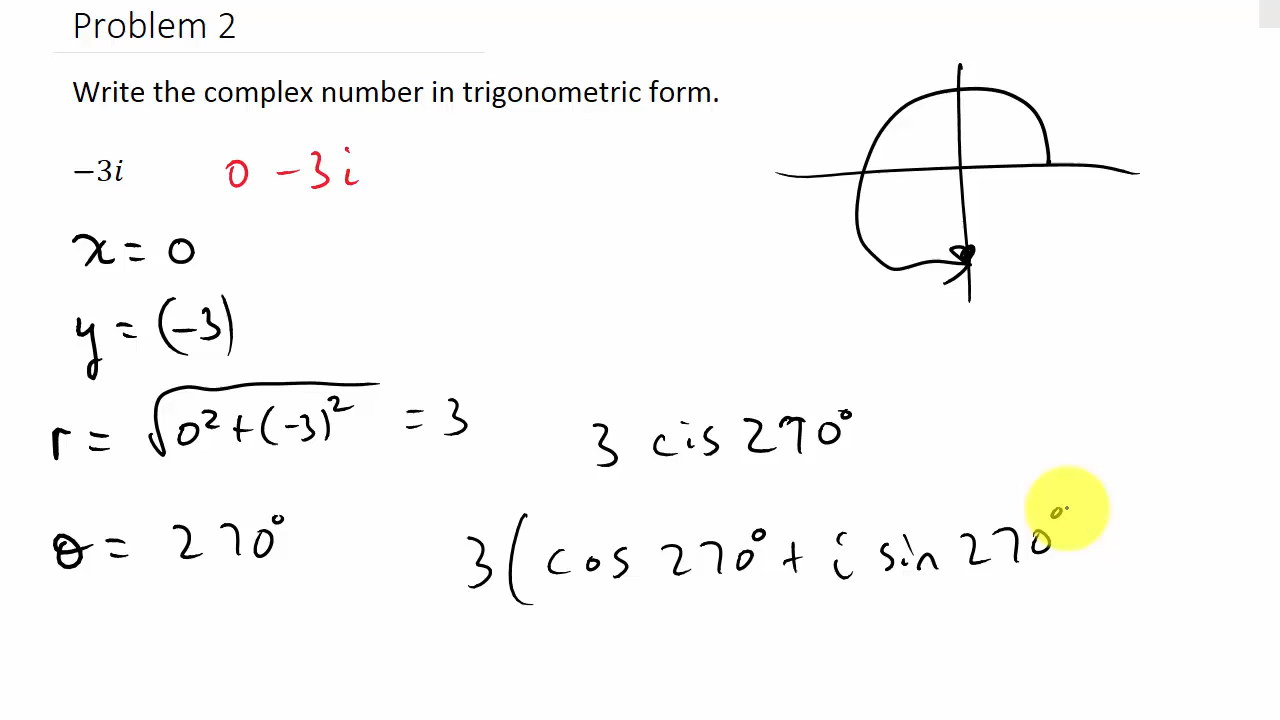 Problem 2
Write the complex number in trigonometric form.
−3i 0 −3i
x = 0
y = (−3)
r = √0² + (−3)² = 3
3 cis 270°
θ = 270°
3(cos 270° + i sin 270°